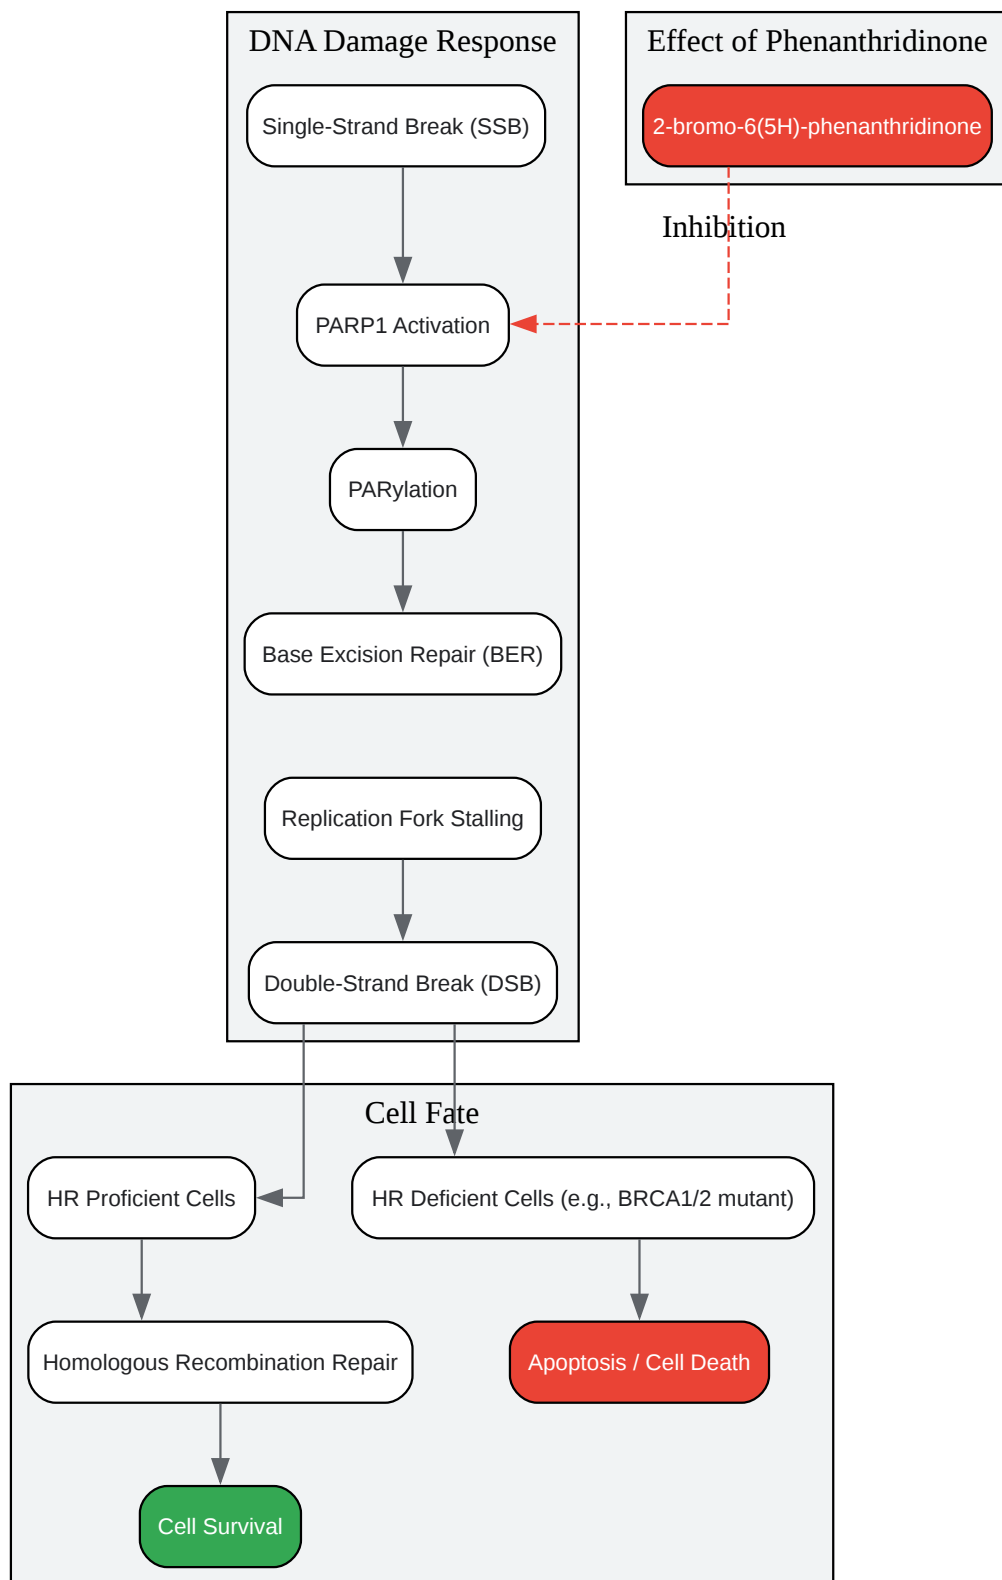 DNA Damage Response
Effect of Phenanthridinone
Single-Strand Break (SSB)
2-bromo-6(5H)-phenanthridinone
Inhibition
PARP1 Activation
PARylation
Base Excision Repair (BER)
Replication Fork Stalling
Double-Strand Break (DSB)
Cell Fate
HR Proficient Cells
HR Deficient Cells (e.g., BRCA1/2 mutant)
Homologous Recombination Repair
Apoptosis / Cell Death
Cell Survival